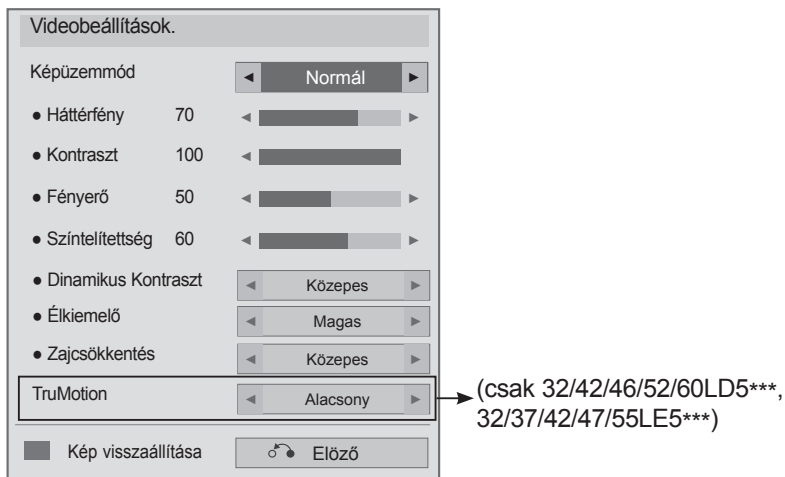 Videobeállítások.
Képüzemmód ◄ Normál ►
● Háttérfény 70 ◄ ►
● Kontraszt 100 ◄
● Fényerő 50 ◄ ►
● Színtelítettség 60 ◄ ►
● Dinamikus Kontraszt ◄ Közepes ►
● Élkiemelő ◄ Magas ►
● Zajcsökkentés ◄ Közepes ►
TruMotion ◄ Alacsony ►
(csak 32/42/46/52/60LD5***,
32/37/42/47/55LE5***)
Kép visszaállítása Elöző